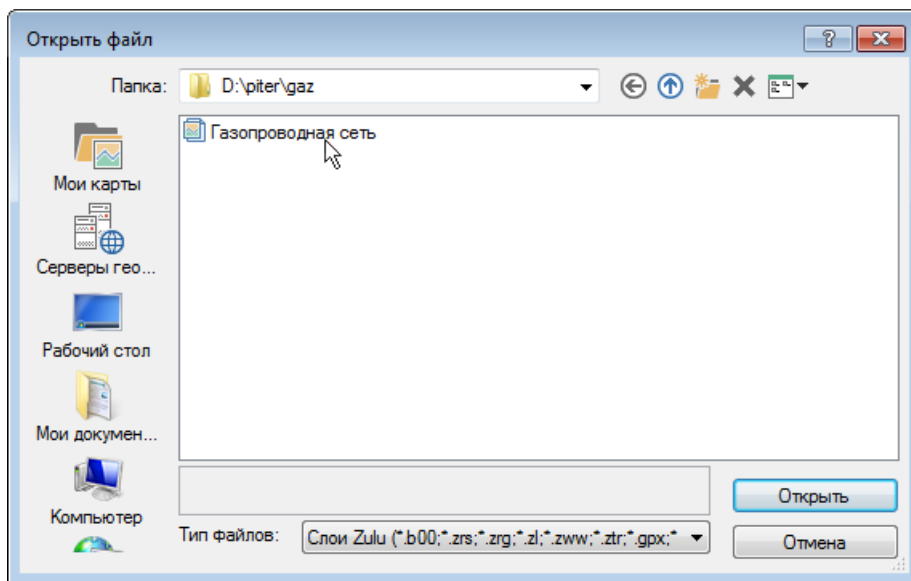 Открыть файл
Папка:
D:\piter\gaz
Газопроводная сеть
Мои карты
Серверы гео...
Рабочий стол
Мои докумен...
Компьютер
Тип файлов:
Слои Zulu (*.b00;*.zrs;*.zrg;*.zl;*.zww;*.ztr;*.gpx;*
Открыть
Отмена